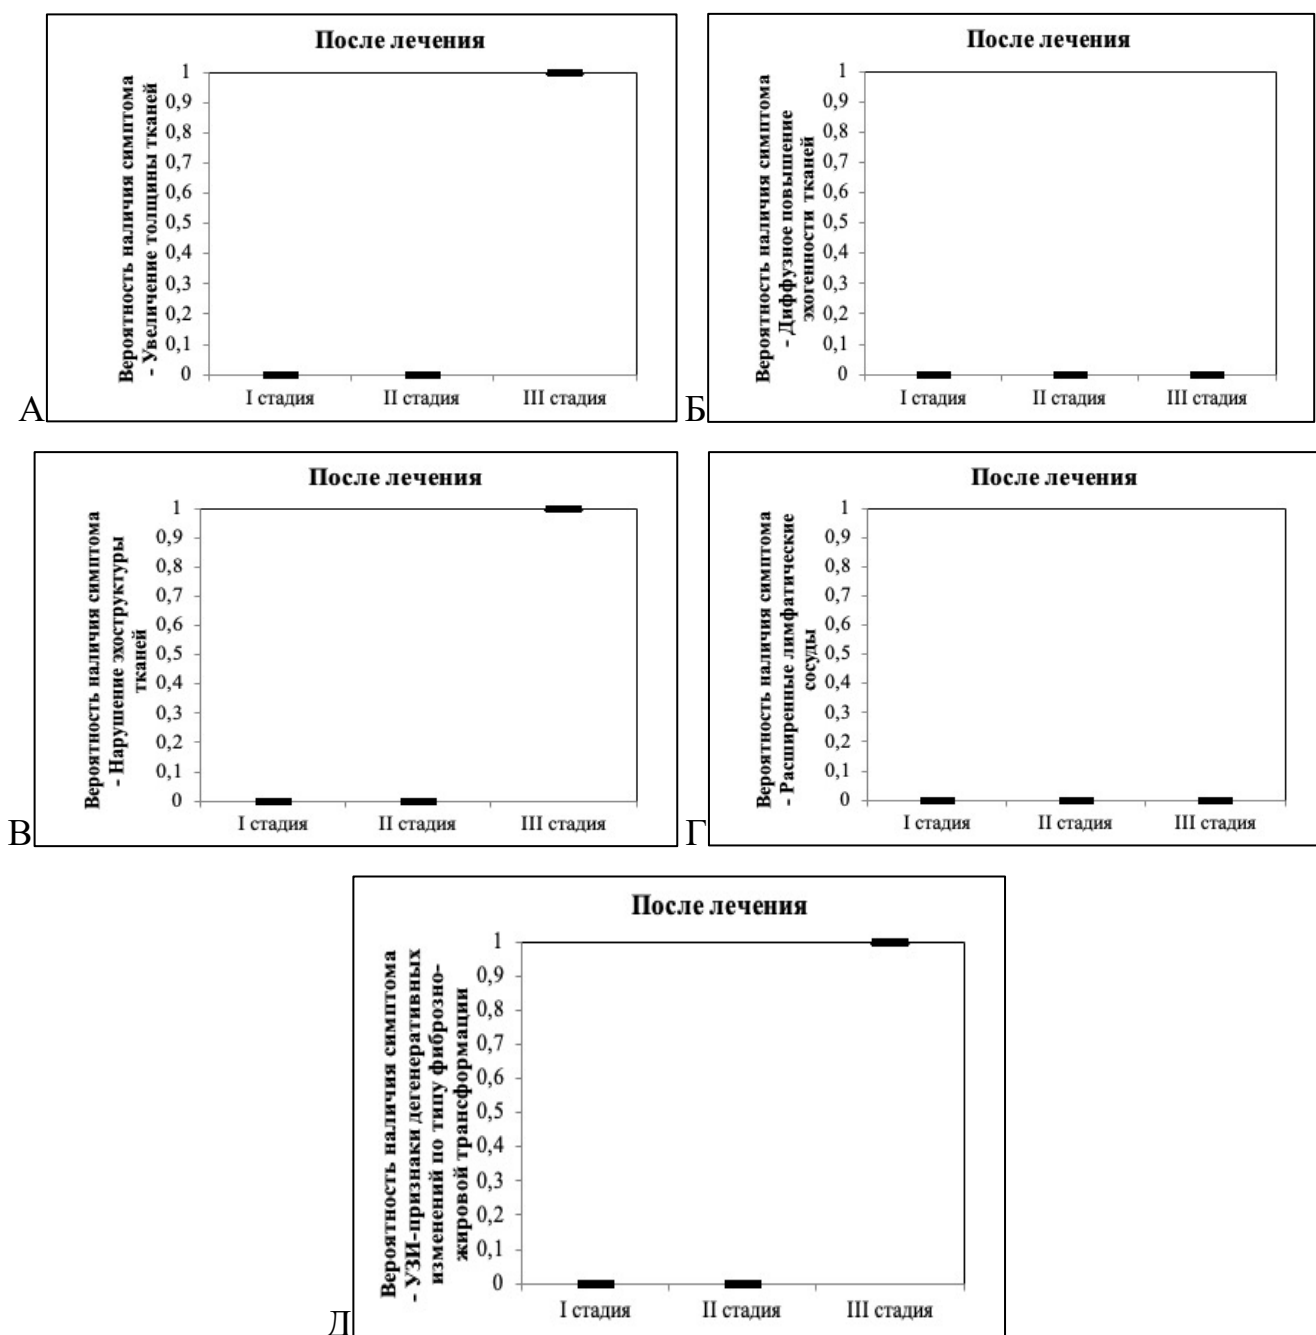 После лечения
Вероятность наличия симптома
- Увеличение толщины тканей
1
0,9
0,8
0,7
0,6
0,5
0,4
0,3
0,2
0,1
0
I стадия II стадия III стадия
А
После лечения
Вероятность наличия симптома
- Диффузное повышение
эхогенности тканей
1
0,9
0,8
0,7
0,6
0,5
0,4
0,3
0,2
0,1
0
I стадия II стадия III стадия
Б
После лечения
Вероятность наличия симптома
- Нарушение эхоструктуры
тканей
1
0,9
0,8
0,7
0,6
0,5
0,4
0,3
0,2
0,1
0
I стадия II стадия III стадия
В
После лечения
Вероятность наличия симптома
- Расширенные лимфатические
сосуды
1
0,9
0,8
0,7
0,6
0,5
0,4
0,3
0,2
0,1
0
I стадия II стадия III стадия
Г
После лечения
Вероятность наличия симптома
- УЗИ-признаки дегенеративных
изменений по типу фиброзно-
жировой трансформации
1
0,9
0,8
0,7
0,6
0,5
0,4
0,3
0,2
0,1
0
I стадия II стадия III стадия
Д